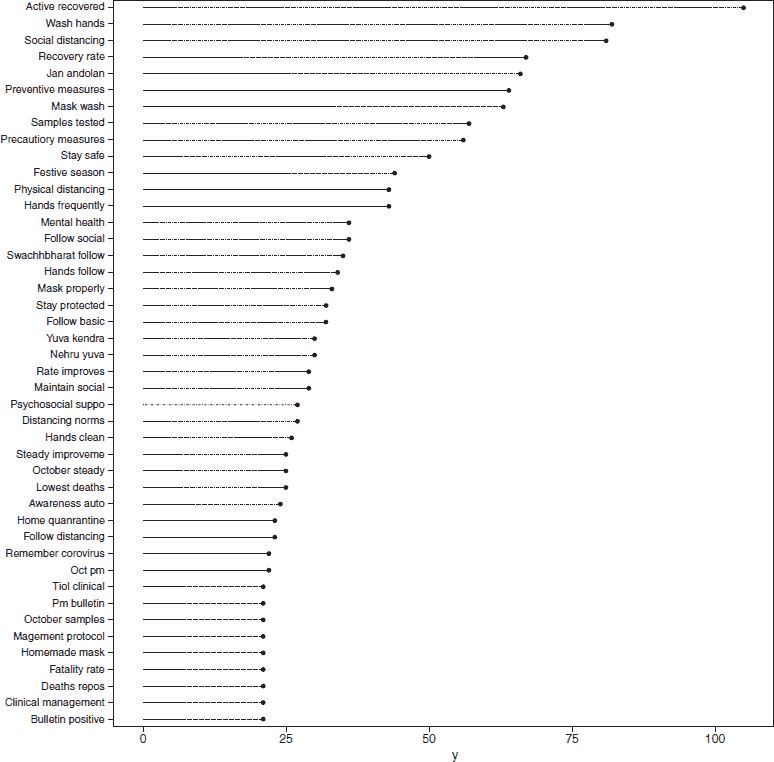 Active recovered
Wash hands
Social distancing
Recovery rate
Jan andolan
Preventive measures
Mask wash
Samples tested
Precautiory measures
Stay safe
Festive season
Physical distancing
Hands frequently
Mental health
Follow social
Swachhbharat follow
Hands follow
Mask properly
Stay protected
Follow basic
Yuva kendra
Nehru yuva
Rate improves
Maintain social
Psychosocial suppo
Distancing norms
Hands clean
Steady improveme
October steady
Lowest deaths
Awareness auto
Home quanrantine
Follow distancing
Remember corovirus
Oct pm
Tiol clinical
Pm bulletin
October samples
Magement protocol
Homemade mask
Fatality rate
Deaths repos
Clinical management
Bulletin positive
0 25 50 75 100
y